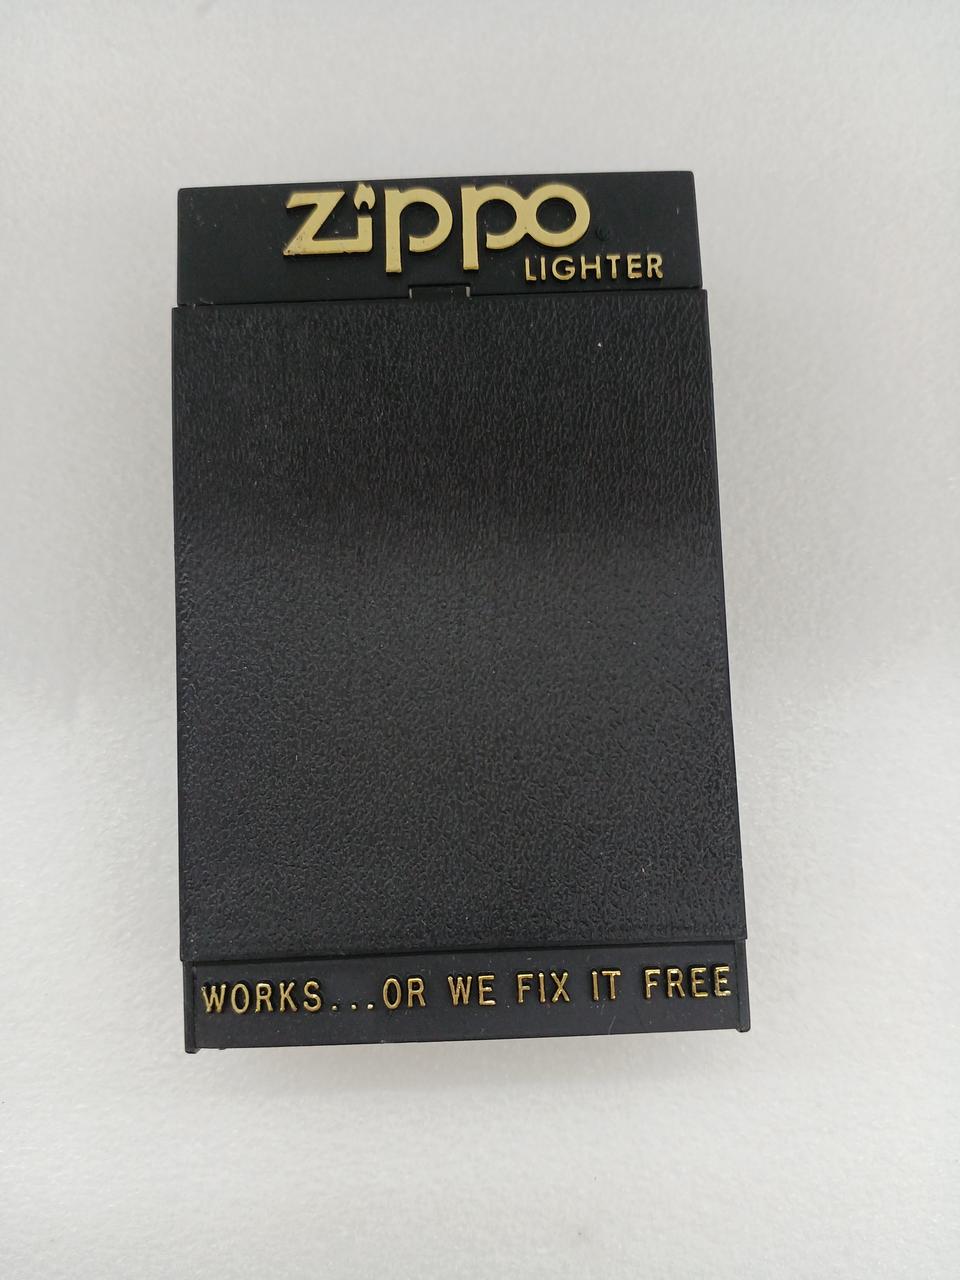 Zippo
LIGHTER
WORKS...OR WE FIX IT FREE